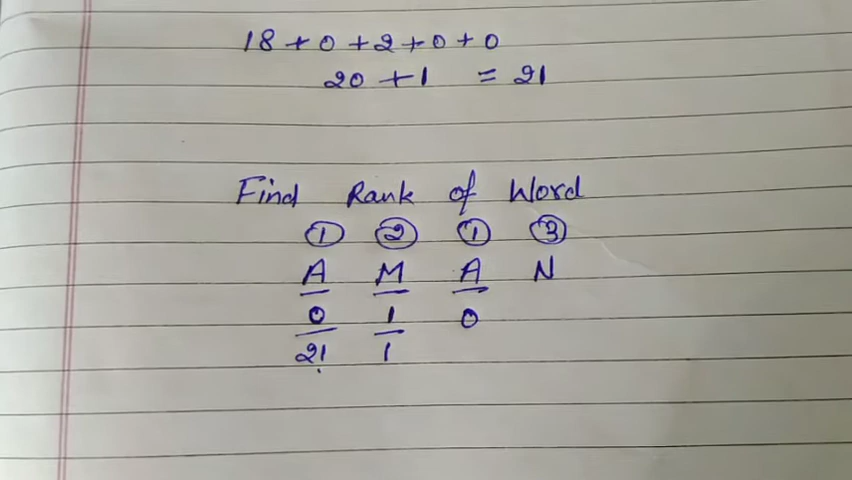 18 + 0 + 2 + 0 + 0
20 + 1 = 21
Find Rank of Word
1 2 1 3
A M A N
0 1 0
2! 1